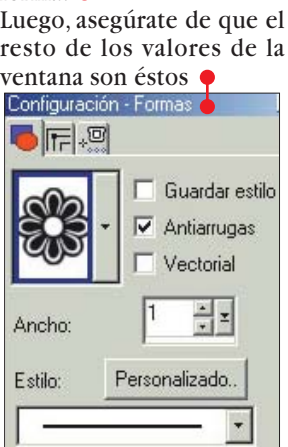 Luego, asegúrate de que el
resto de los valores de la
ventana son éstos
Configuración - Formas
Guardar estilo
Antiarrugas
Vectorial
Ancho:
1
Estilo:
Personalizado..